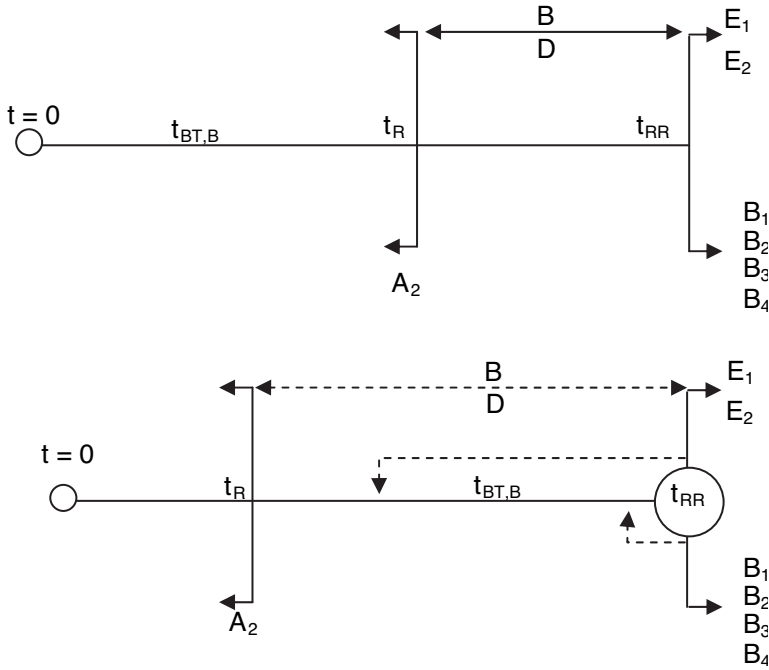 B
E₁
D
E₂
t = 0
t_BT,B
t_R
t_RR
B₁
B₂
B₃
B₄
A₂
B
E₁
D
E₂
t = 0
t_R
t_BT,B
t_RR
B₁
B₂
B₃
B₄
A₂